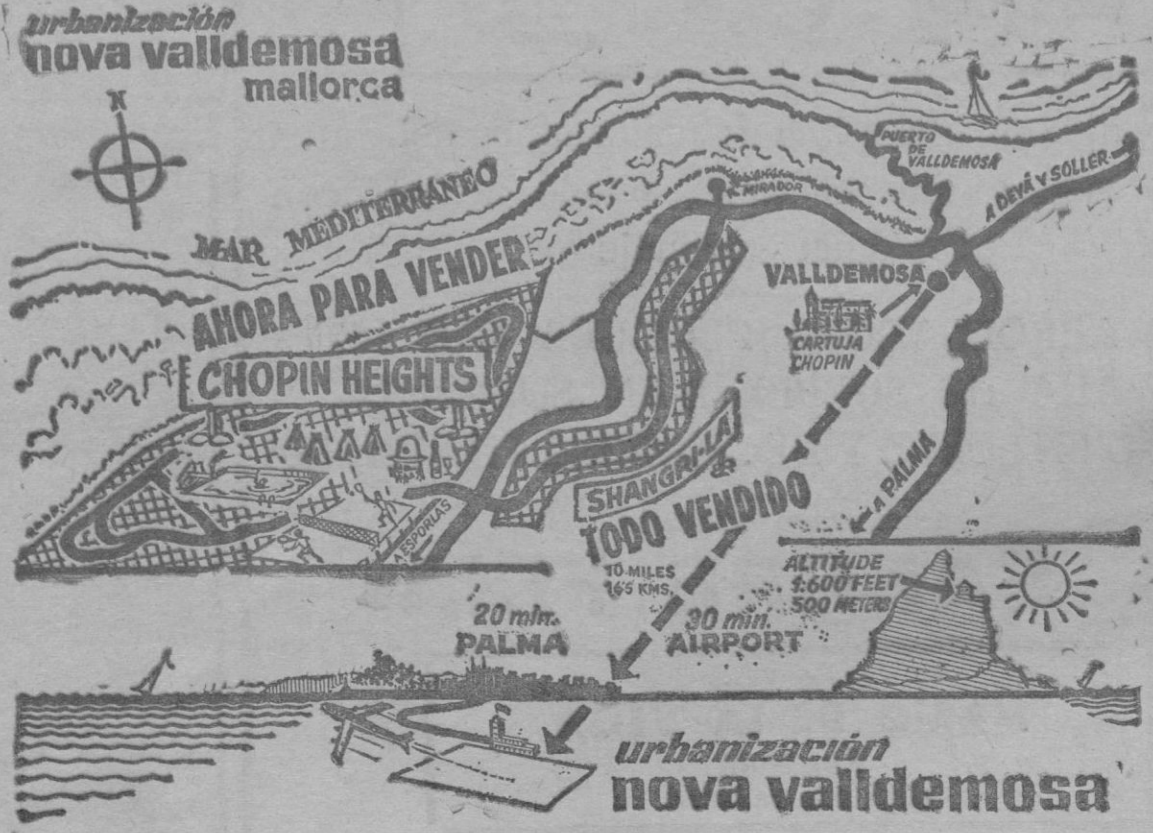 urbanización
nova valldemosa
mallorca
N
MAR MEDITERRÁNEO
PUERTO
DE
VALLDEMOSA
A DEYÁ Y SOLLER
MIRADOR
AHORA PARA VENDER
CHOPIN HEIGHTS
VALLDEMOSA
CARTUJA
CHOPIN
SHANGRI-LA
TODO VENDIDO
A PALMA
A ESPORLAS
10 MILES
16'5 KMS.
ALTITUDE
1:600 FEET
500 METERS
20 min.
PALMA
30 min.
AIRPORT
urbanización
nova valldemosa